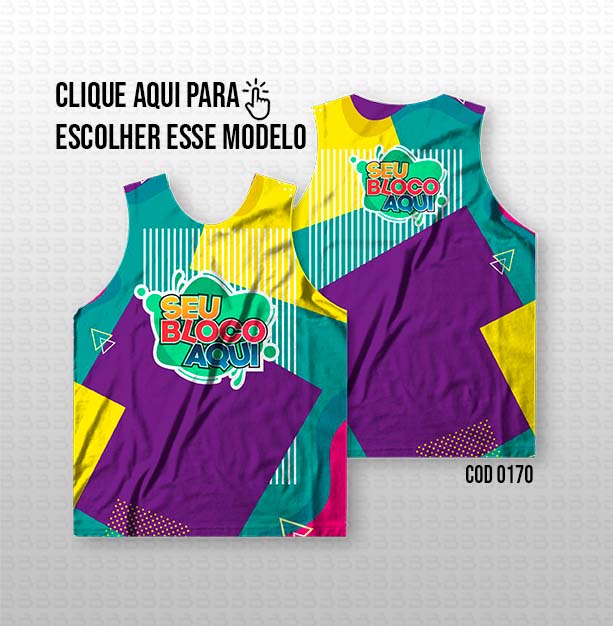 CLIQUE AQUI PARA
ESCOLHER ESSE MODELO
SEU
BLOCO
AQUI
SEU
BLOCO
AQUI
COD 0170